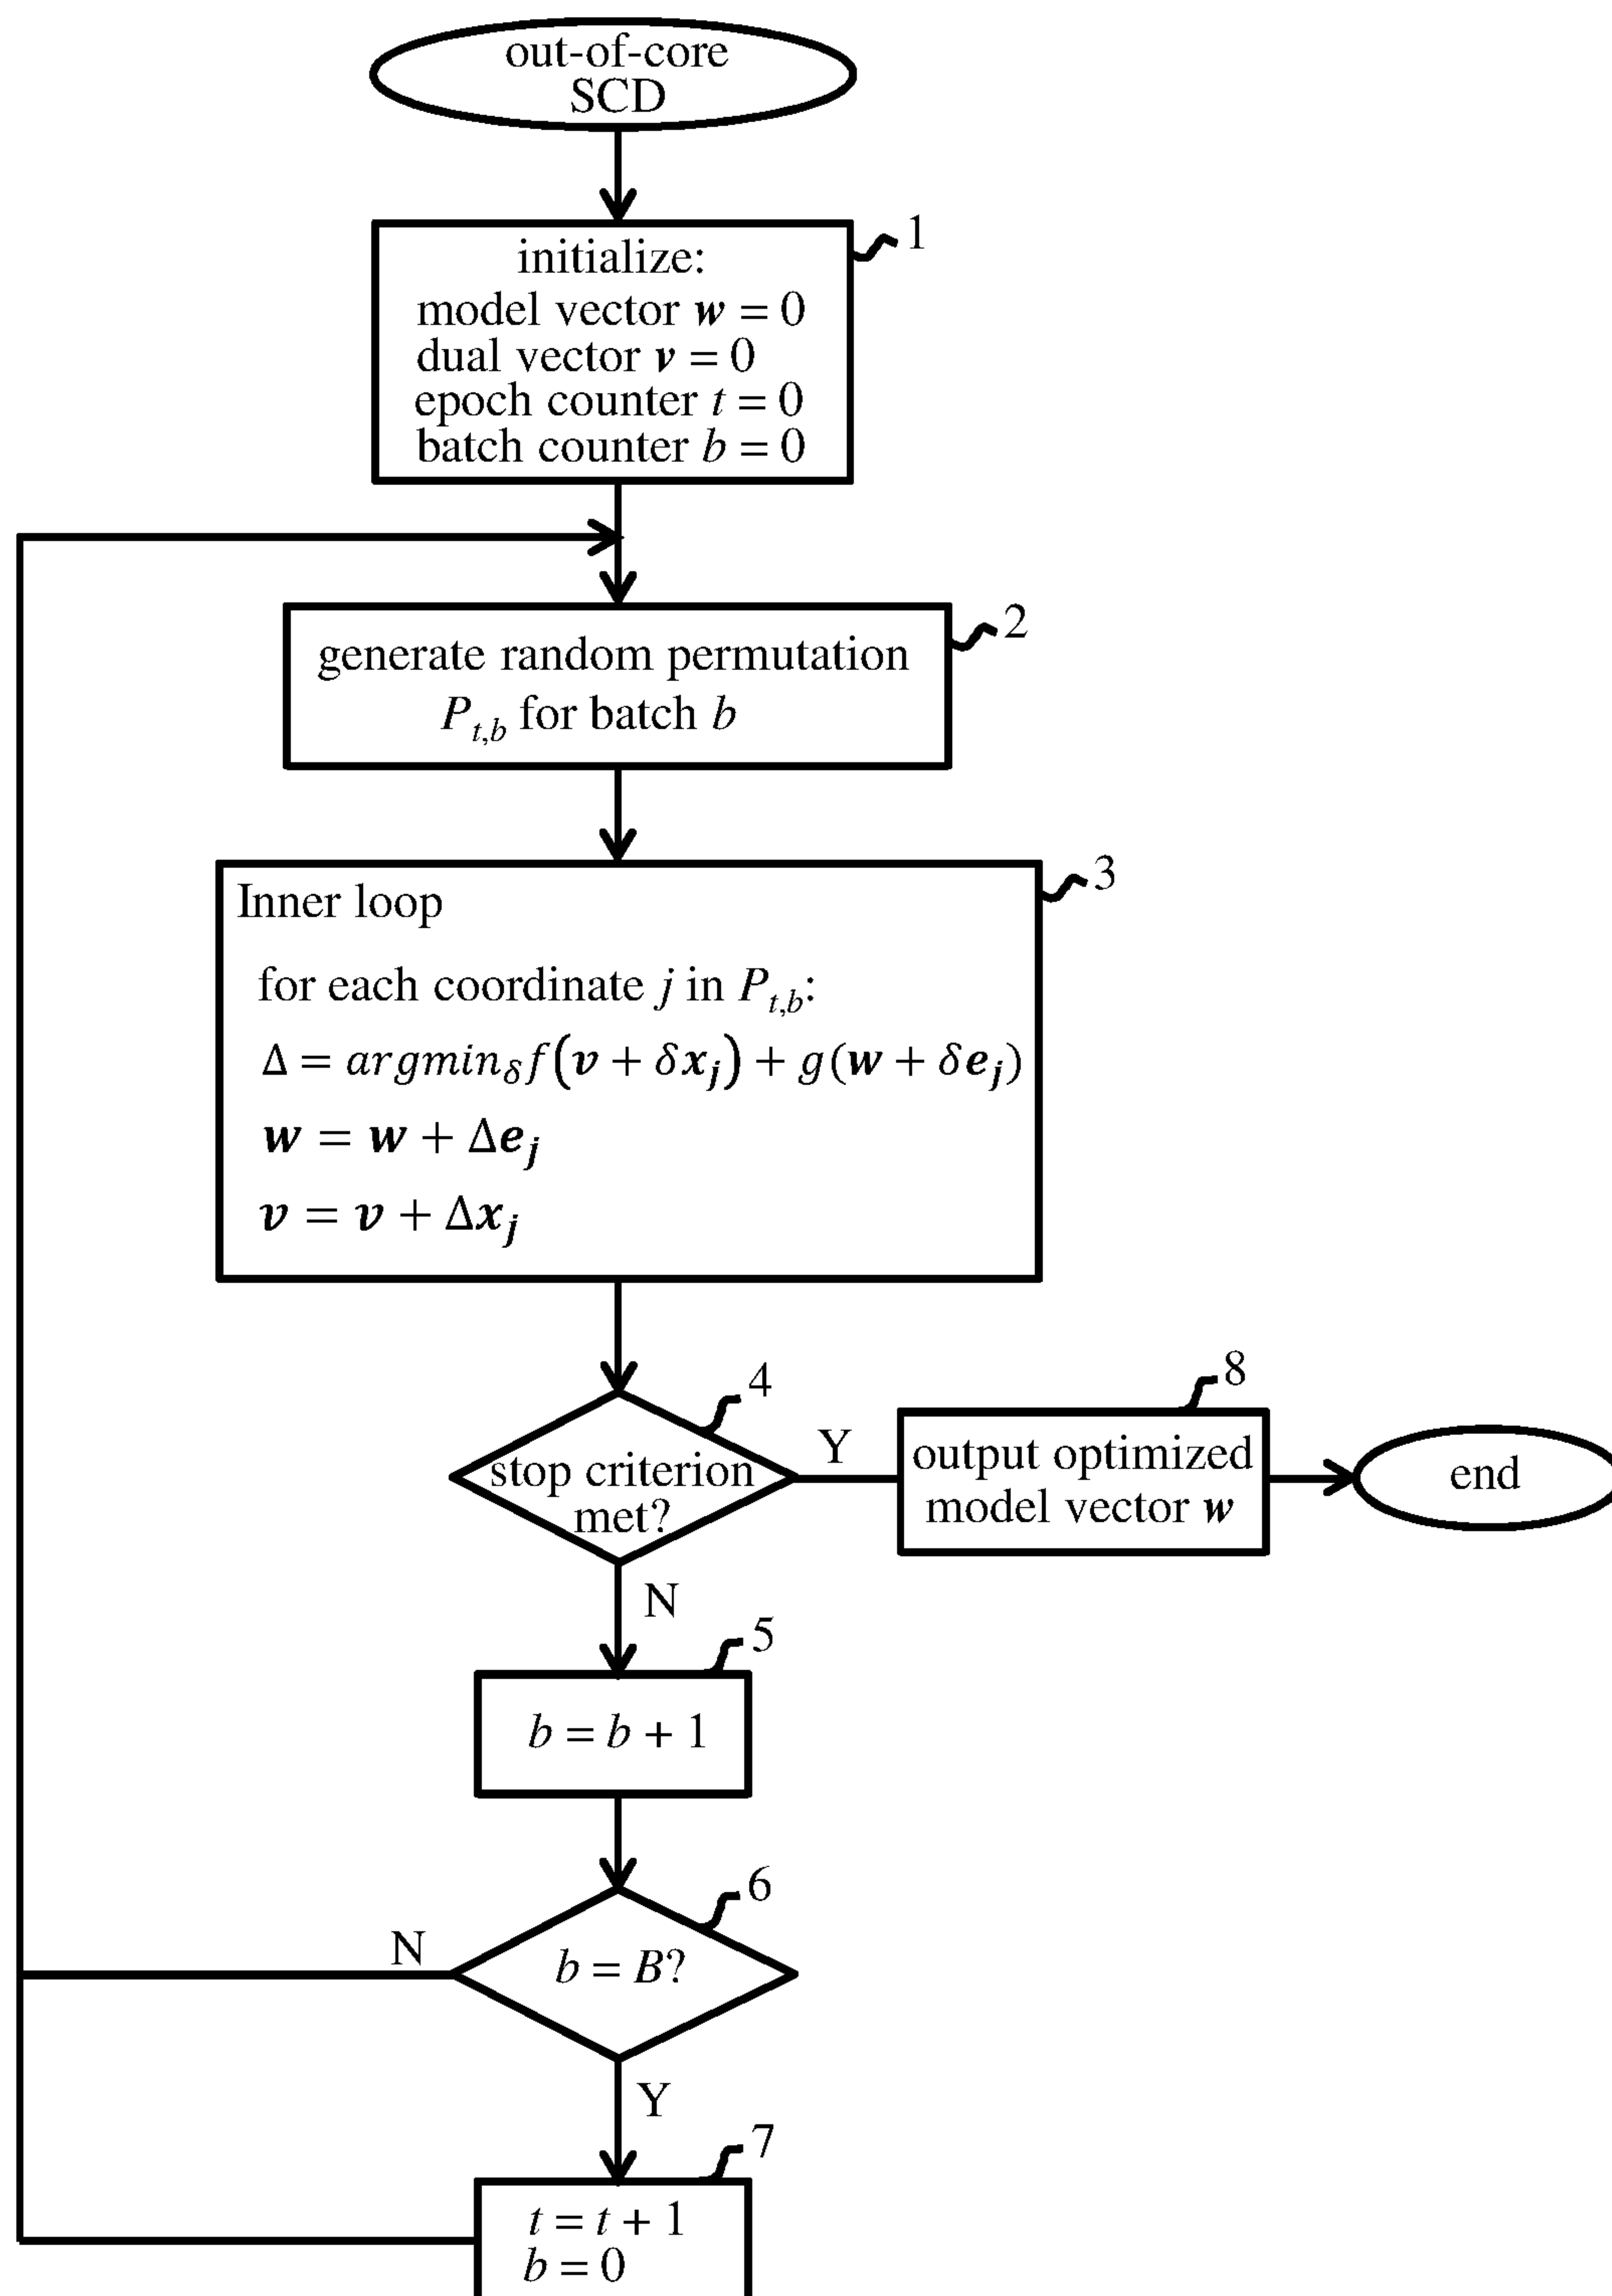 out-of-core
SCD
1
initialize:
model vector w = 0
dual vector v = 0
epoch counter t = 0
batch counter b = 0
2
generate random permutation
P_{t,b} for batch b
3
Inner loop
for each coordinate j in P_{t,b}:
Δ = argmin_δ f(v + δx_j) + g(w + δe_j)
w = w + Δe_j
v = v + Δx_j
4
stop criterion
met?
Y
8
output optimized
model vector w
end
N
5
b = b + 1
6
b = B?
N
Y
7
t = t + 1
b = 0